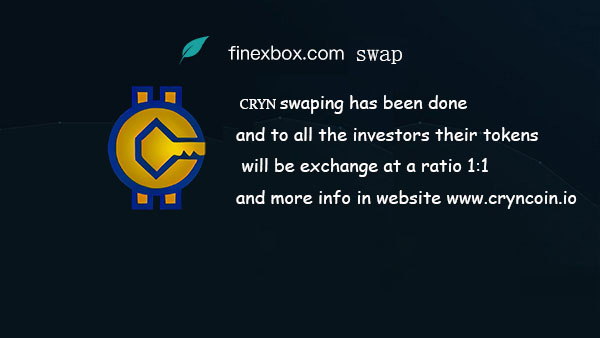 finexbox.com swap
CRYN swaping has been done
and to all the investors their tokens
will be exchange at a ratio 1:1
and more info in website www.cryncoin.io